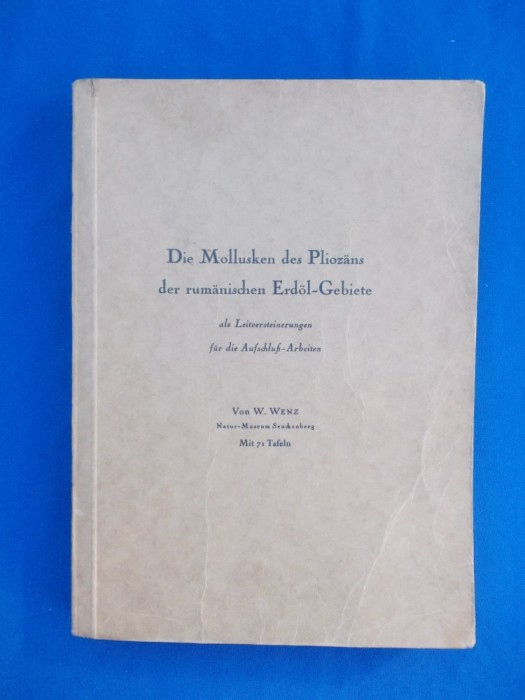 Die Mollusken des Pliozäns
der rumänischen Erdöl-Gebiete
als Leitversteinerungen
für die Aufschluß-Arbeiten
Von W. Wenz
Natur-Museum Senckenberg
Mit 71 Tafeln